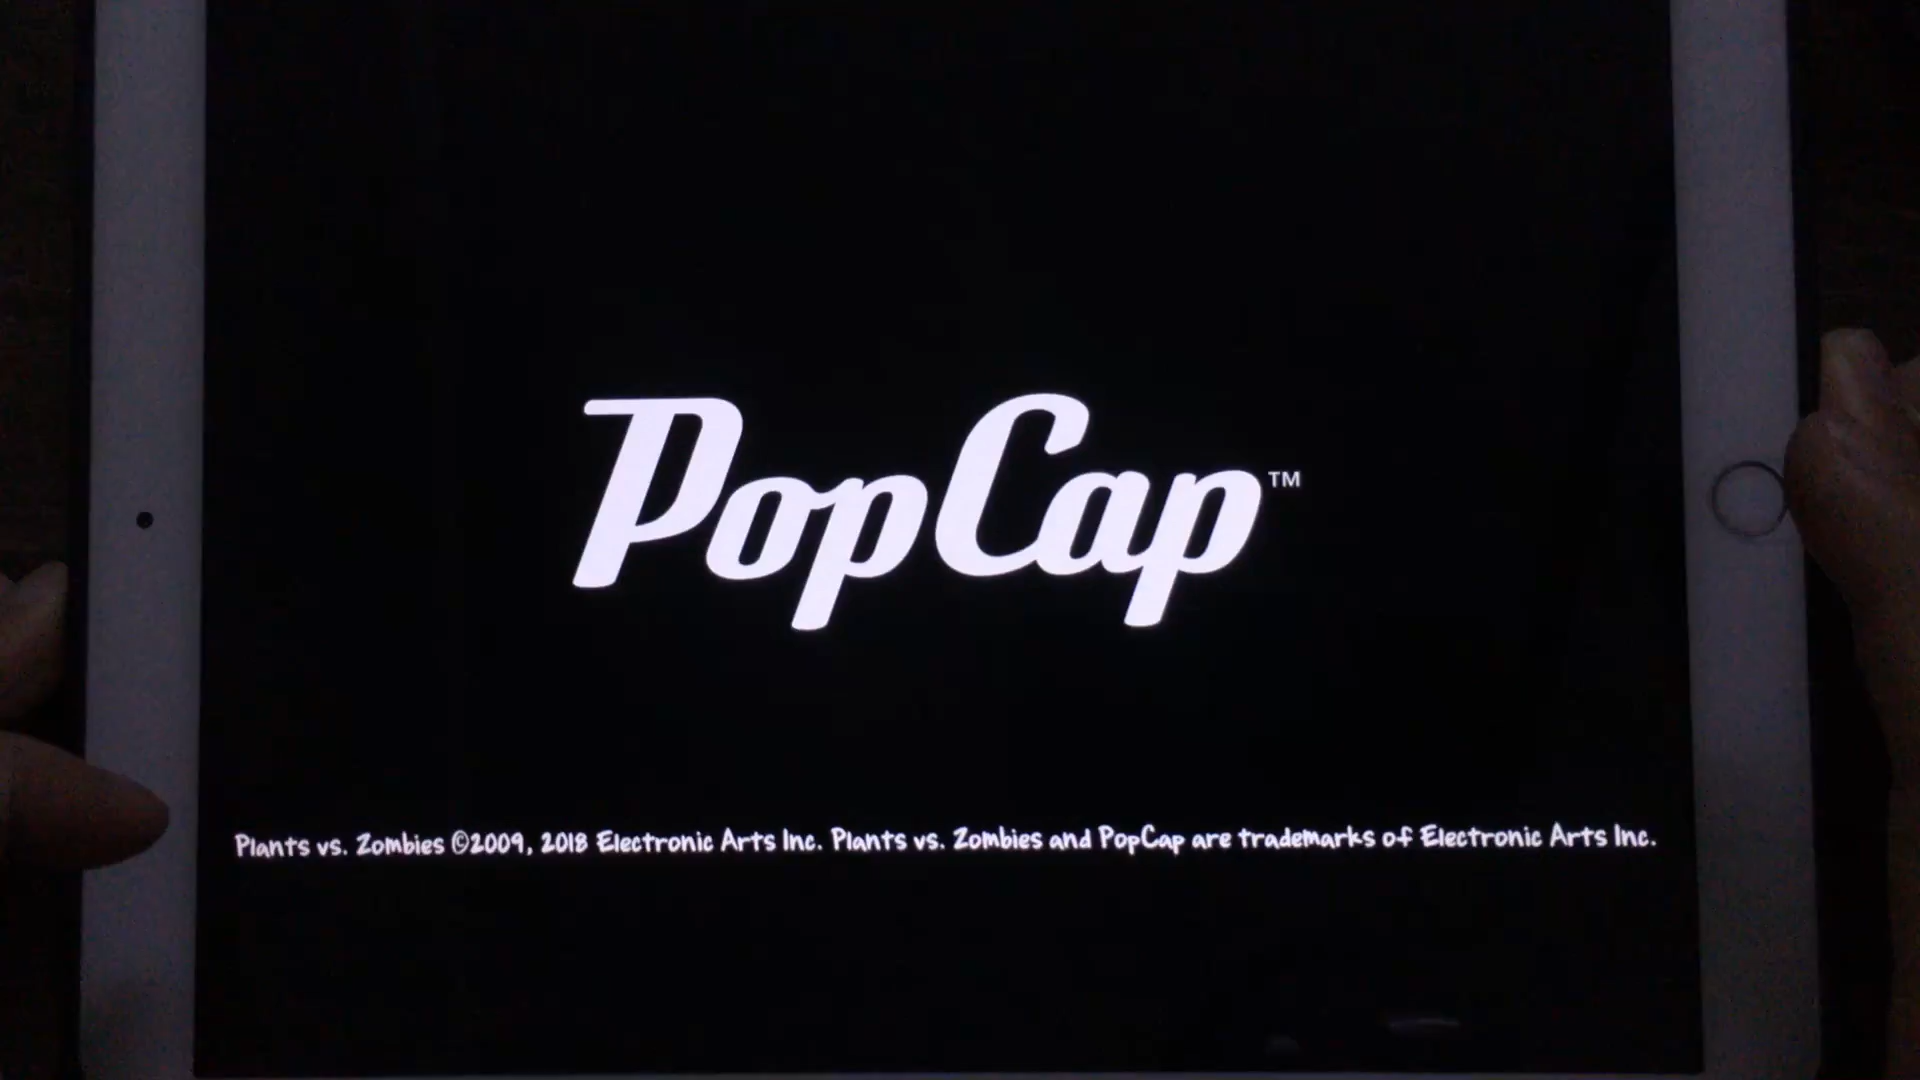 PopCap™
Plants vs. Zombies ©2009, 2018 Electronic Arts Inc. Plants vs. Zombies and PopCap are trademarks of Electronic Arts Inc.